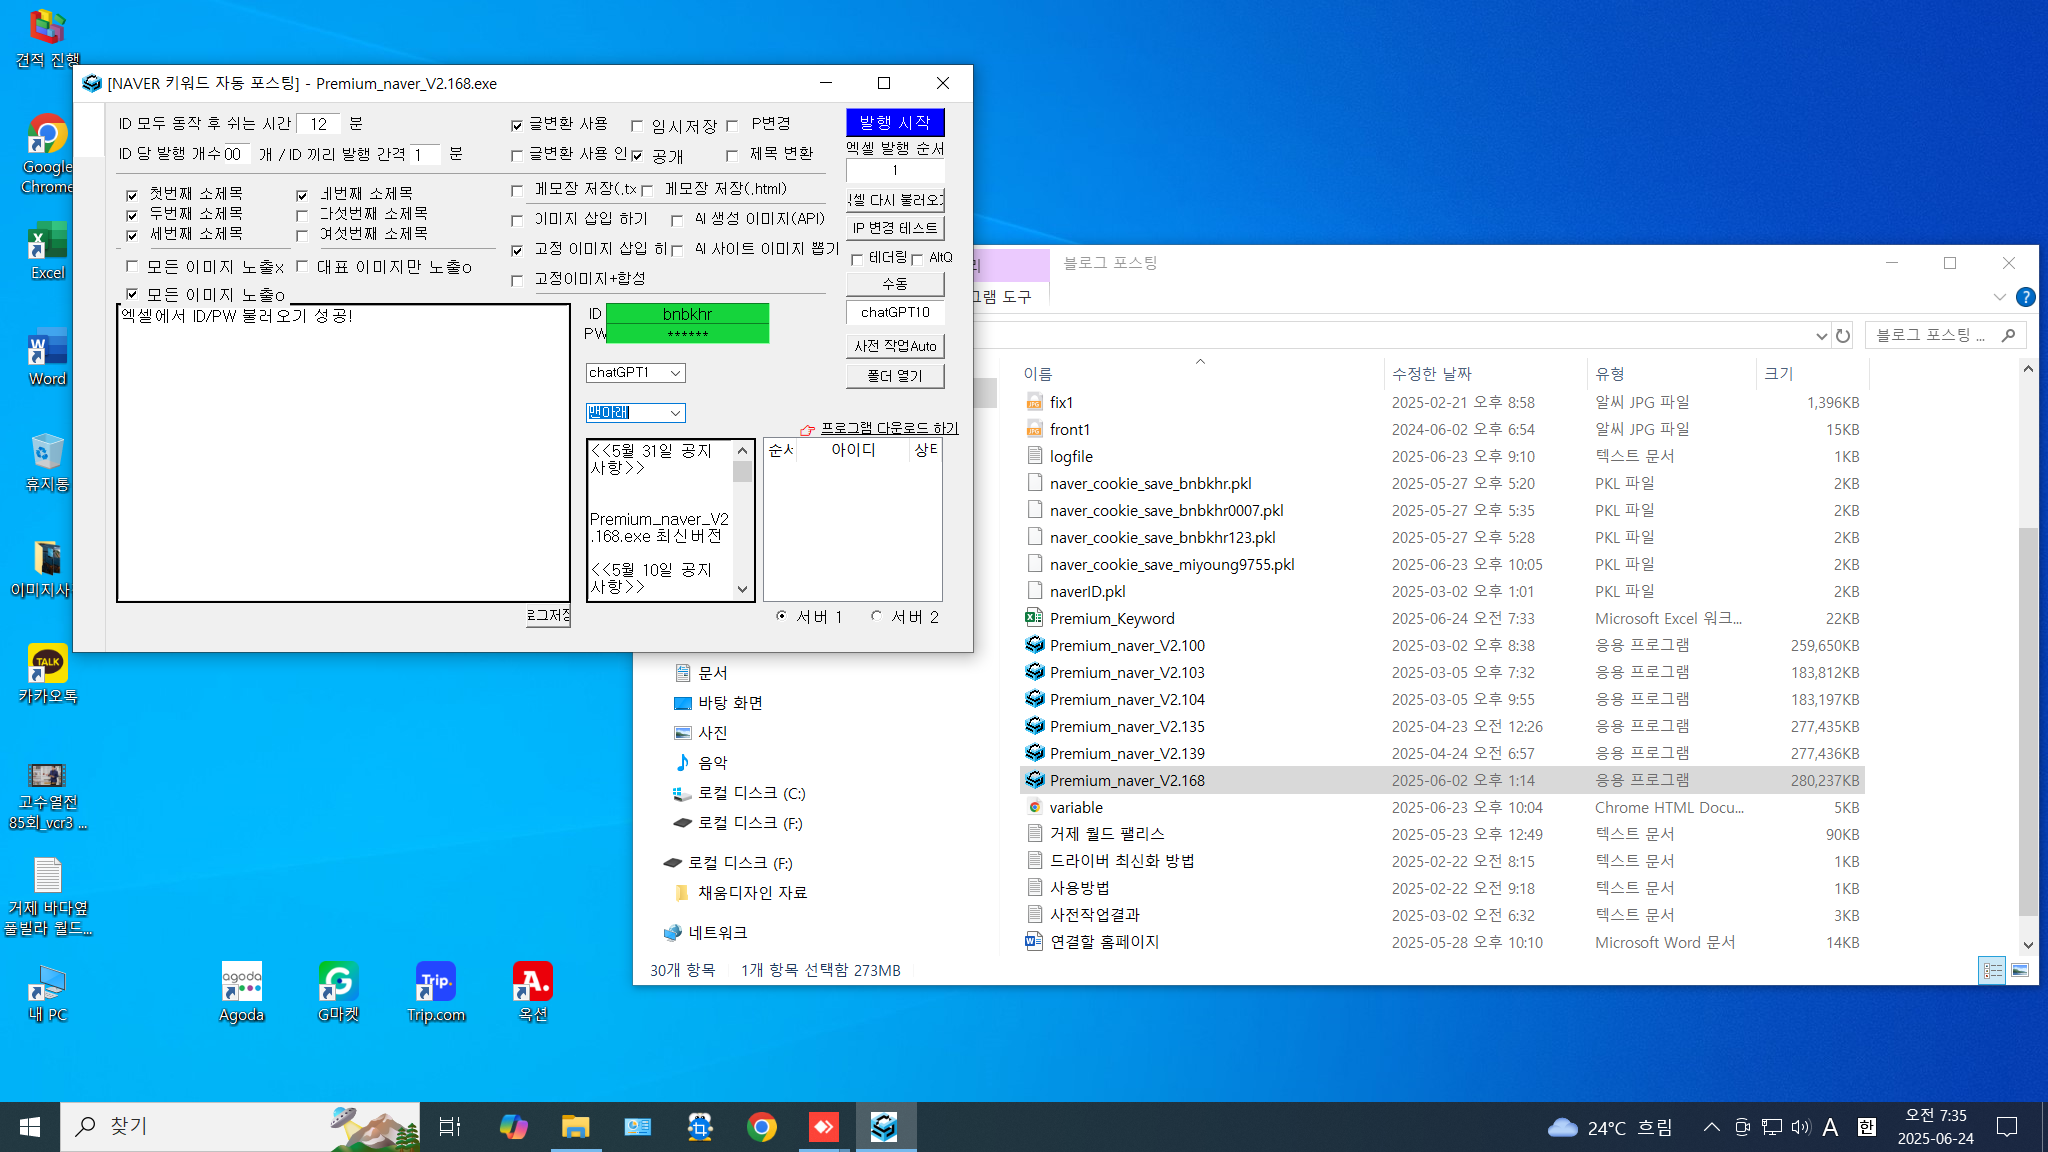 견적 진행
Google Chrome
Excel
Word
휴지통
이미지사
카카오톡
고수열전
85회_vcr3 ...
거제 바다옆
풀빌라 월드...
내 PC
Agoda
G마켓
Trip.com
옥션
[NAVER 키워드 자동 포스팅] - Premium_naver_V2.168.exe
ID 모두 동작 후 쉬는 시간 12 분
ID 당 발행 개수 00 개 / ID 끼리 발행 간격 1 분
글변환 사용 임시저장 P변경
글변환 사용 인 공개 제목 변환
첫번째 소제목 네번째 소제목
두번째 소제목 다섯번째 소제목
세번째 소제목 여섯번째 소제목
모든 이미지 노출x 대표 이미지만 노출o
모든 이미지 노출o
메모장 저장(.tx 메모장 저장(.html)
이미지 삽입 하기 AI 생성 이미지(API)
고정 이미지 삽입 히 AI 사이트 이미지 뽑기
고정이미지+합성
발행 시작
엑셀 발행 순서
1
셀 다시 불러오기
IP 변경 테스트
테더링 AltQ
수동
chatGPT10
사전 작업Auto
폴더 열기
엑셀에서 ID/PW 불러오기 성공!
ID bnbkhr
PW ******
chatGPT1
맨아래
프로그램 다운로드 하기
<<5월 31일 공지
사항>>
Premium_naver_V2
.168.exe 최신버전
<<5월 10일 공지
사항>>
순서 아이디 상태
로그저장
서버 1 서버 2
블로그 포스팅
그램 도구
블로그 포스팅 ...
이름 수정한 날짜 유형 크기
fix1 2025-02-21 오후 8:58 알씨 JPG 파일 1,396KB
front1 2024-06-02 오후 6:54 알씨 JPG 파일 15KB
logfile 2025-06-23 오후 9:10 텍스트 문서 1KB
naver_cookie_save_bnbkhr.pkl 2025-05-27 오후 5:20 PKL 파일 2KB
naver_cookie_save_bnbkhr0007.pkl 2025-05-27 오후 5:35 PKL 파일 2KB
naver_cookie_save_bnbkhr123.pkl 2025-05-27 오후 5:28 PKL 파일 2KB
naver_cookie_save_miyoung9755.pkl 2025-06-23 오후 10:05 PKL 파일 2KB
naverID.pkl 2025-03-02 오후 1:01 PKL 파일 2KB
Premium_Keyword 2025-06-24 오전 7:33 Microsoft Excel 워크... 22KB
Premium_naver_V2.100 2025-03-02 오후 8:38 응용 프로그램 259,650KB
Premium_naver_V2.103 2025-03-05 오후 7:32 응용 프로그램 183,812KB
Premium_naver_V2.104 2025-03-05 오후 9:55 응용 프로그램 183,197KB
Premium_naver_V2.135 2025-04-23 오전 12:26 응용 프로그램 277,435KB
Premium_naver_V2.139 2025-04-24 오전 6:57 응용 프로그램 277,436KB
Premium_naver_V2.168 2025-06-02 오후 1:14 응용 프로그램 280,237KB
variable 2025-06-23 오후 10:04 Chrome HTML Docu... 5KB
거제 월드 팰리스 2025-05-23 오후 12:49 텍스트 문서 90KB
드라이버 최신화 방법 2025-02-22 오전 8:15 텍스트 문서 1KB
사용방법 2025-02-22 오전 9:18 텍스트 문서 1KB
사전작업결과 2025-03-02 오전 6:32 텍스트 문서 3KB
연결할 홈페이지 2025-05-28 오후 10:10 Microsoft Word 문서 14KB
문서
바탕 화면
사진
음악
로컬 디스크 (C:)
로컬 디스크 (F:)
로컬 디스크 (F:)
채움디자인 자료
네트워크
30개 항목 1개 항목 선택함 273MB
찾기
24°C 흐림
A 한
오전 7:35
2025-06-24